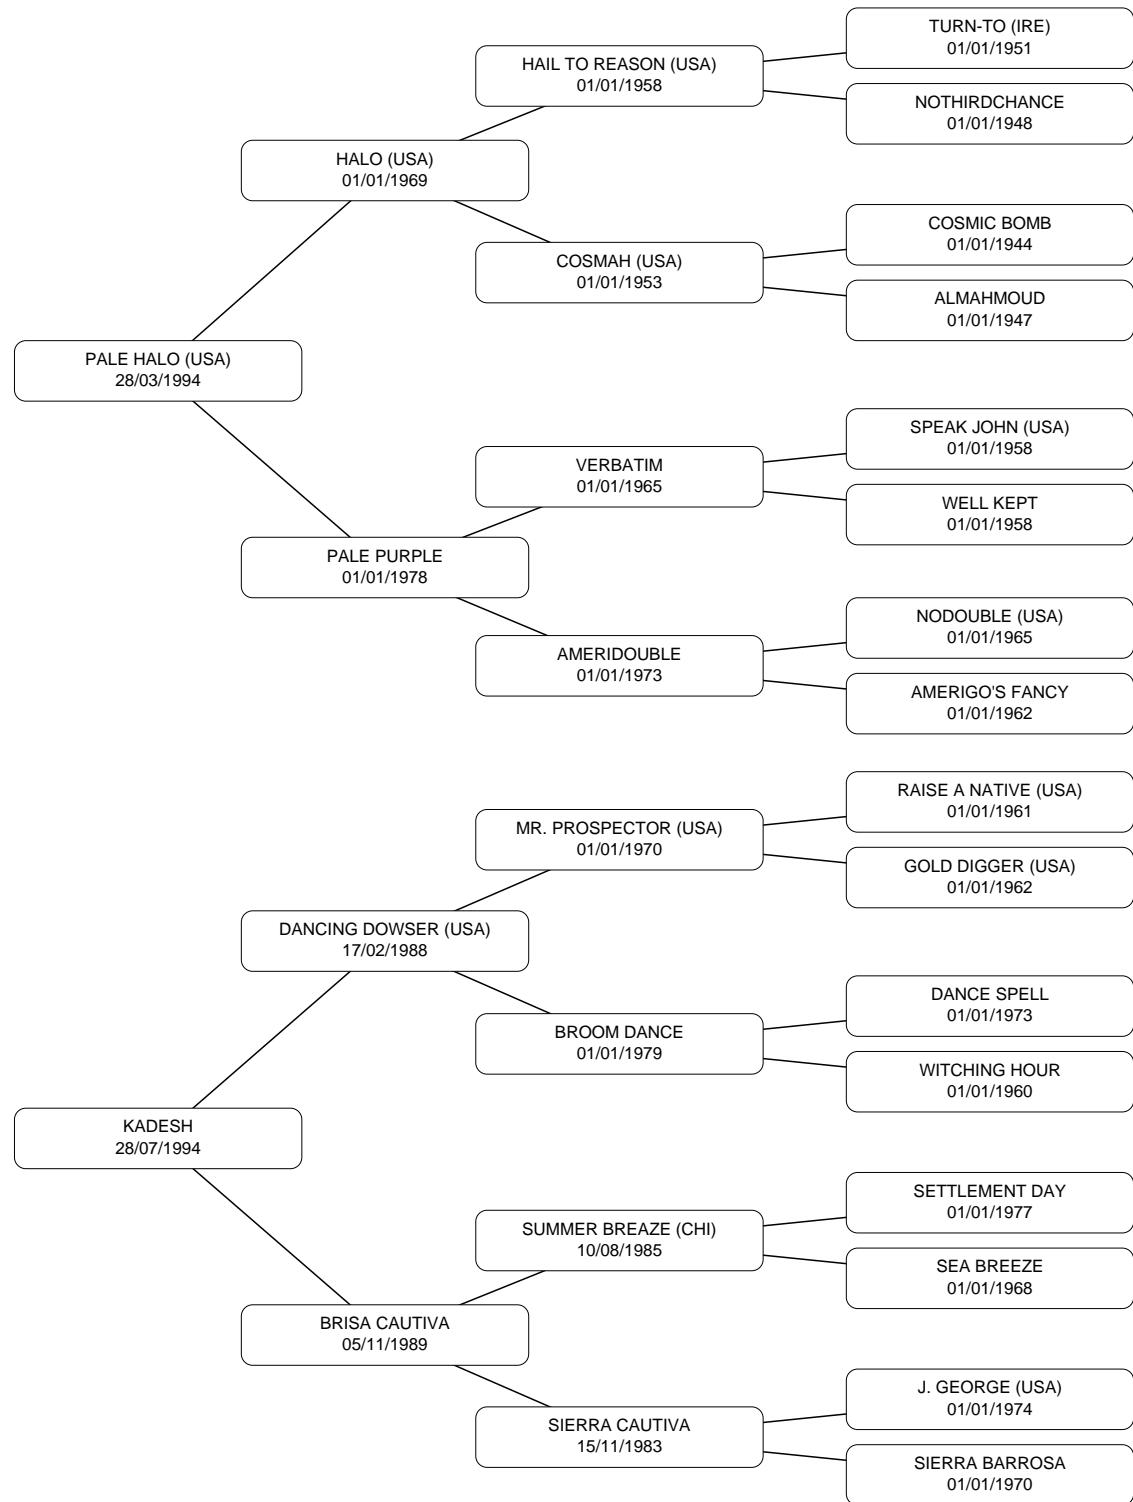 TURN-TO (IRE)
01/01/1951
HAIL TO REASON (USA)
01/01/1958
NOTHIRDCHANCE
01/01/1948
HALO (USA)
01/01/1969
COSMIC BOMB
01/01/1944
COSMAH (USA)
01/01/1953
ALMAHMOUD
01/01/1947
PALE HALO (USA)
28/03/1994
SPEAK JOHN (USA)
01/01/1958
VERBATIM
01/01/1965
WELL KEPT
01/01/1958
PALE PURPLE
01/01/1978
NODOUBLE (USA)
01/01/1965
AMERIDOUBLE
01/01/1973
AMERIGO'S FANCY
01/01/1962
RAISE A NATIVE (USA)
01/01/1961
MR. PROSPECTOR (USA)
01/01/1970
GOLD DIGGER (USA)
01/01/1962
DANCING DOWSER (USA)
17/02/1988
DANCE SPELL
01/01/1973
BROOM DANCE
01/01/1979
WITCHING HOUR
01/01/1960
KADESH
28/07/1994
SETTLEMENT DAY
01/01/1977
SUMMER BREAZE (CHI)
10/08/1985
SEA BREEZE
01/01/1968
BRISA CAUTIVA
05/11/1989
J. GEORGE (USA)
01/01/1974
SIERRA CAUTIVA
15/11/1983
SIERRA BARROSA
01/01/1970